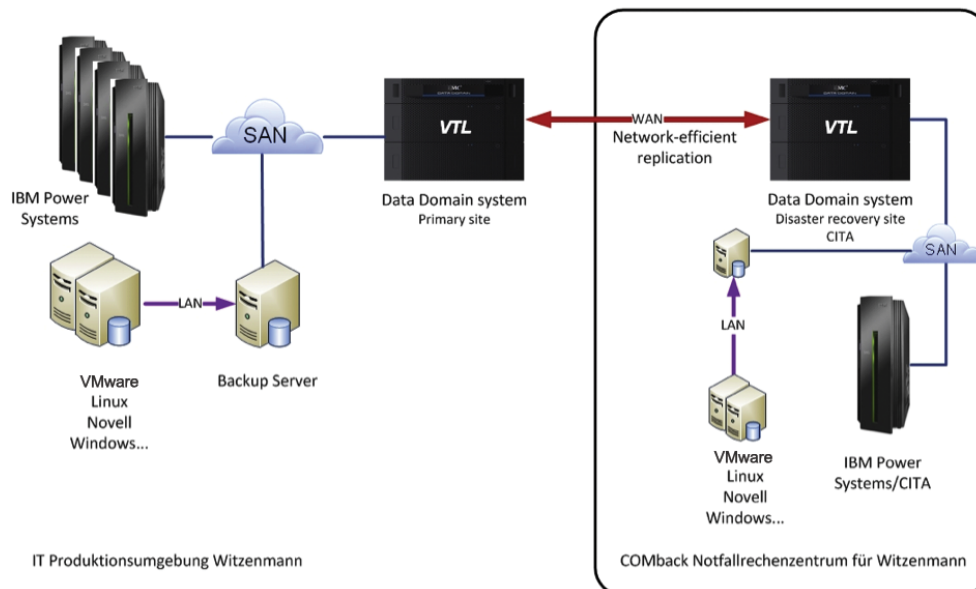 SAN
IBM Power
Systems
VTL
Data Domain system
Primary site
WAN
Network-efficient
replication
VTL
Data Domain system
Disaster recovery site
CITA
SAN
LAN
VMware
Linux
Novell
Windows...
Backup Server
LAN
VMware
Linux
Novell
Windows...
IBM Power
Systems/CITA
IT Produktionsumgebung Witzenmann
COMback Notfallrechenzentrum für Witzenmann